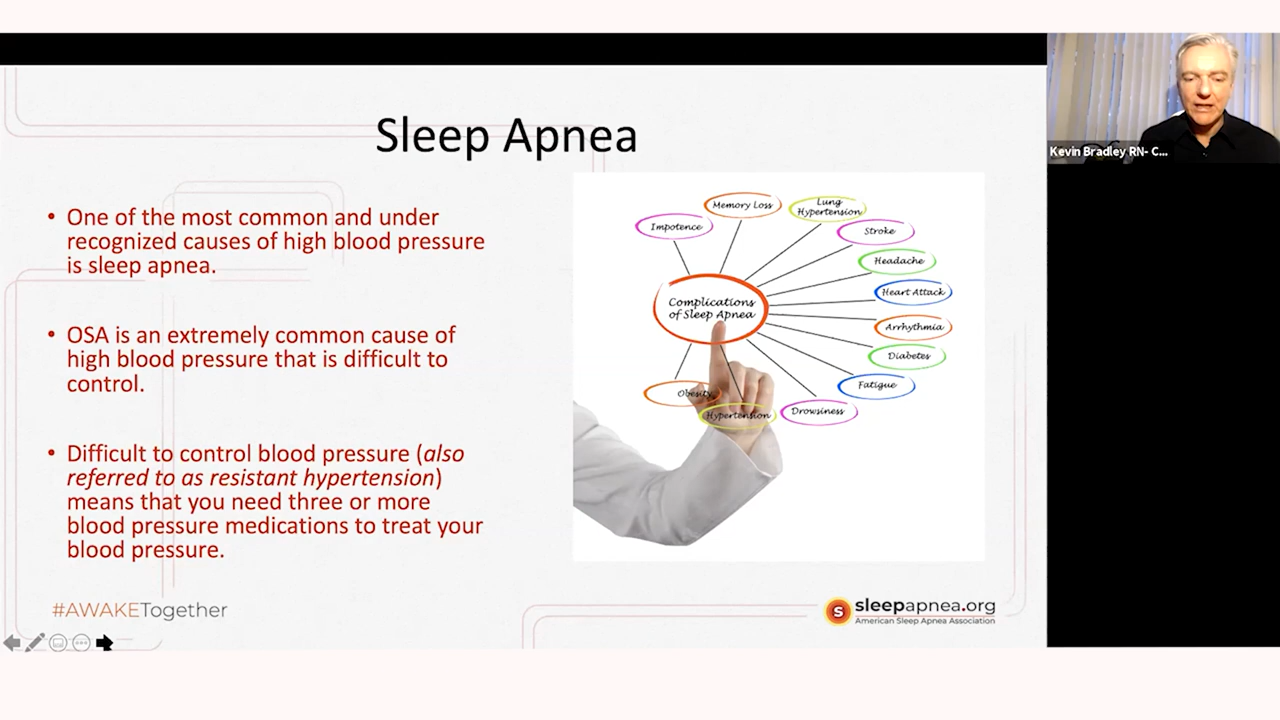 Sleep Apnea
• One of the most common and under
recognized causes of high blood pressure
is sleep apnea.
• OSA is an extremely common cause of
high blood pressure that is difficult to
control.
• Difficult to control blood pressure (also
referred to as resistant hypertension)
means that you need three or more
blood pressure medications to treat your
blood pressure.
Memory Loss
Lung
Hypertension
Impotence
Stroke
Headache
Complications
of Sleep Apnea
Heart Attack
Arrhythmia
Diabetes
Fatigue
Obesity
Hypertension
Drowsiness
#AWAKETogether
S
sleepapnea.org
American Sleep Apnea Association
Kevin Bradley RN- C...